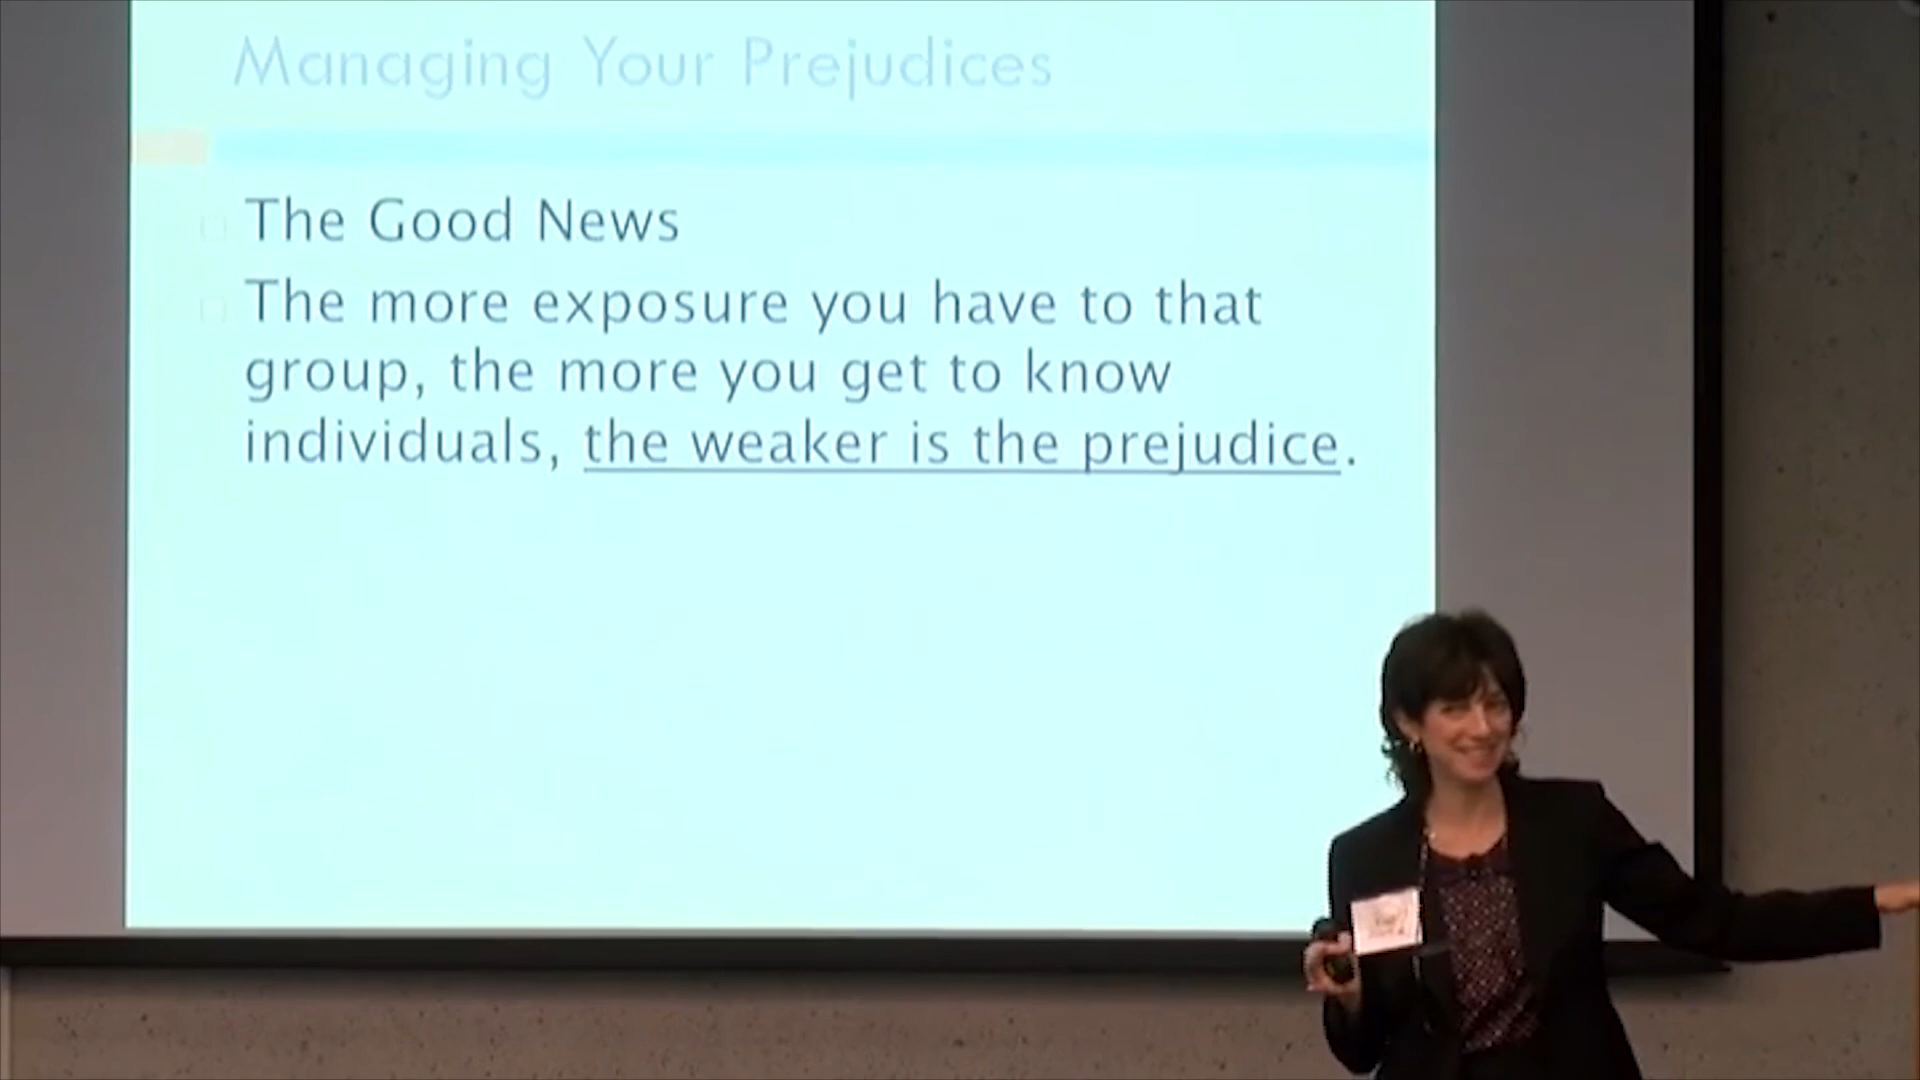 Managing Your Prejudices
The Good News
The more exposure you have to that
group, the more you get to know
individuals, the weaker is the prejudice.